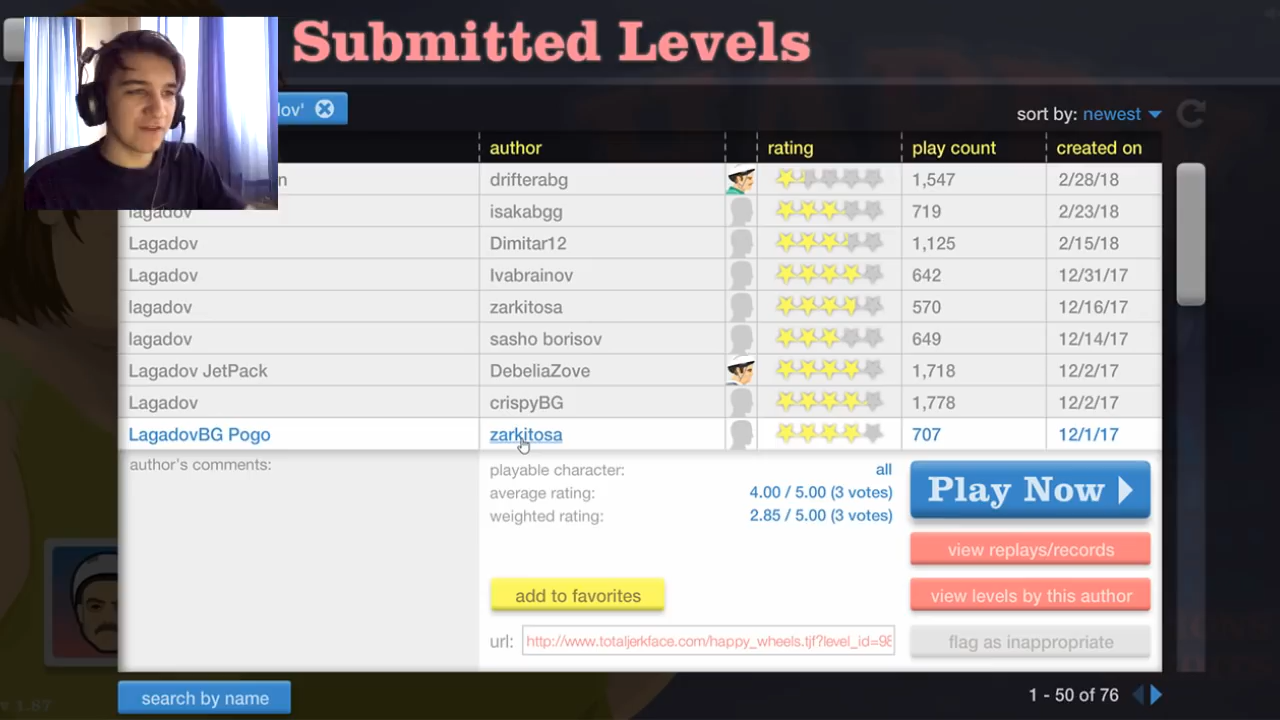 Submitted Levels
ov'
sort by: newest
author rating play count created on
n drifterabg 1,547 2/28/18
lagadov isakabgg 719 2/23/18
Lagadov Dimitar12 1,125 2/15/18
Lagadov Ivabrainov 642 12/31/17
lagadov zarkitosa 570 12/16/17
lagadov sasho borisov 649 12/14/17
Lagadov JetPack DebeliaZove 1,718 12/2/17
Lagadov crispyBG 1,778 12/2/17
LagadovBG Pogo zarkitosa 707 12/1/17
author's comments:
playable character: all
average rating: 4.00 / 5.00 (3 votes)
weighted rating: 2.85 / 5.00 (3 votes)
Play Now
view replays/records
add to favorites
view levels by this author
url: http://www.totaljerkface.com/happy_wheels.tjf?level_id=98
flag as inappropriate
search by name
1 - 50 of 76
v 1.87